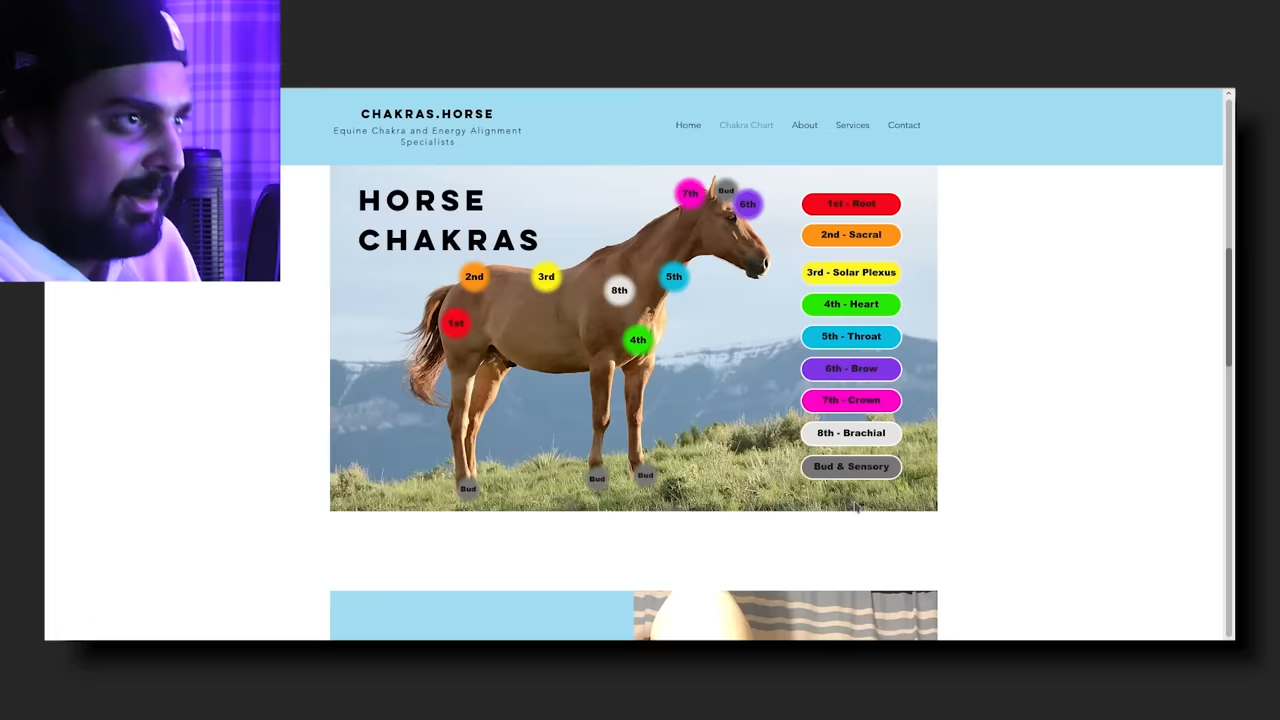 CHAKRAS.HORSE
Equine Chakra and Energy Alignment
Specialists
Home
Chakra Chart
About
Services
Contact
HORSE
CHAKRAS
7th
Bud
6th
2nd
3rd
8th
5th
1st
4th
Bud
Bud
Bud
1st - Root
2nd - Sacral
3rd - Solar Plexus
4th - Heart
5th - Throat
6th - Brow
7th - Crown
8th - Brachial
Bud & Sensory